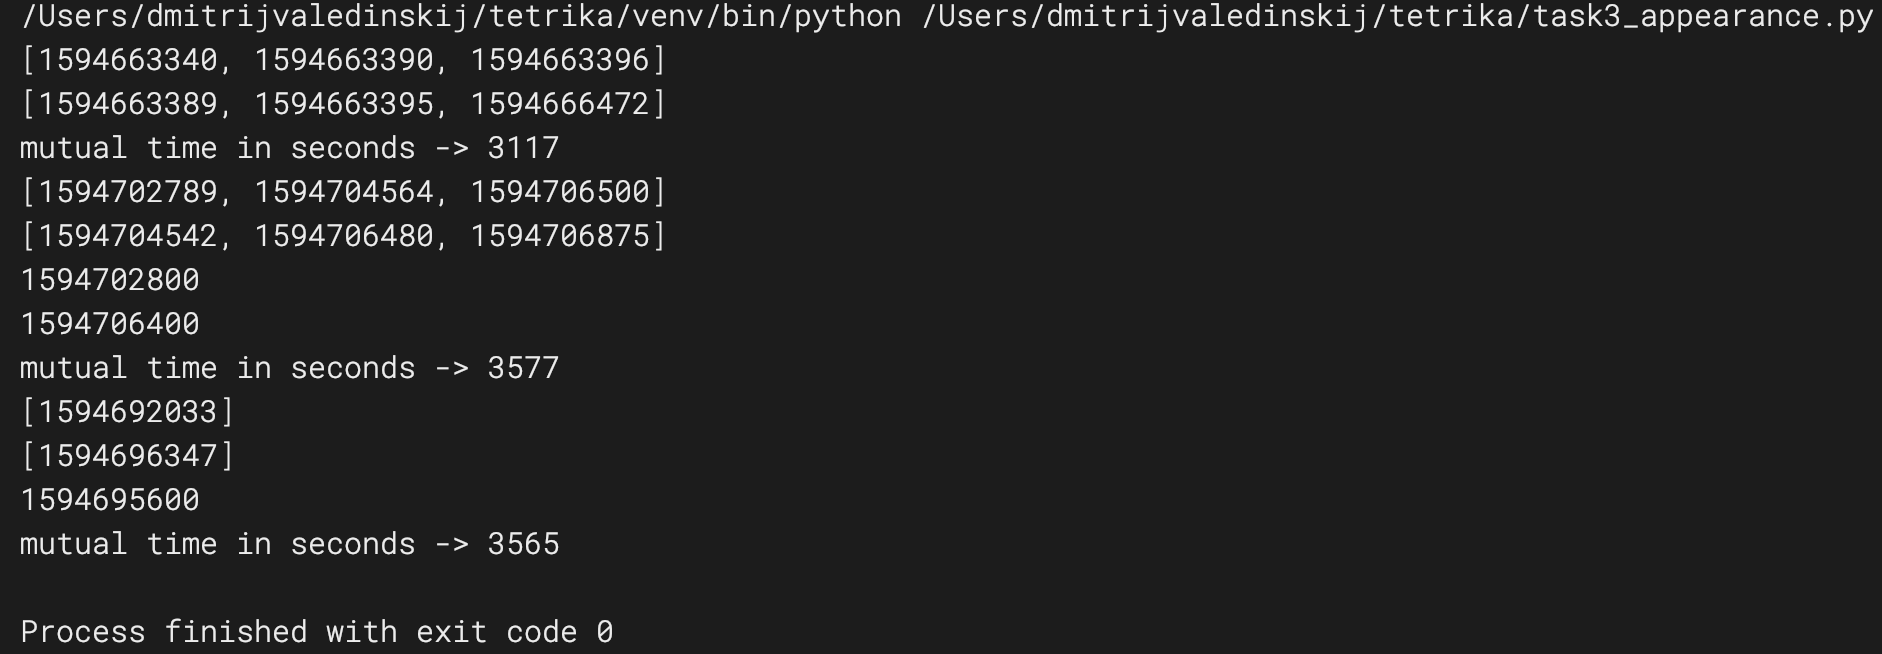 /Users/dmitrijvaledinskij/tetrika/venv/bin/python /Users/dmitrijvaledinskij/tetrika/task3_appearance.py
[1594663340, 1594663390, 1594663396]
[1594663389, 1594663395, 1594666472]
mutual time in seconds -> 3117
[1594702789, 1594704564, 1594706500]
[1594704542, 1594706480, 1594706875]
1594702800
1594706400
mutual time in seconds -> 3577
[1594692033]
[1594696347]
1594695600
mutual time in seconds -> 3565
Process finished with exit code 0